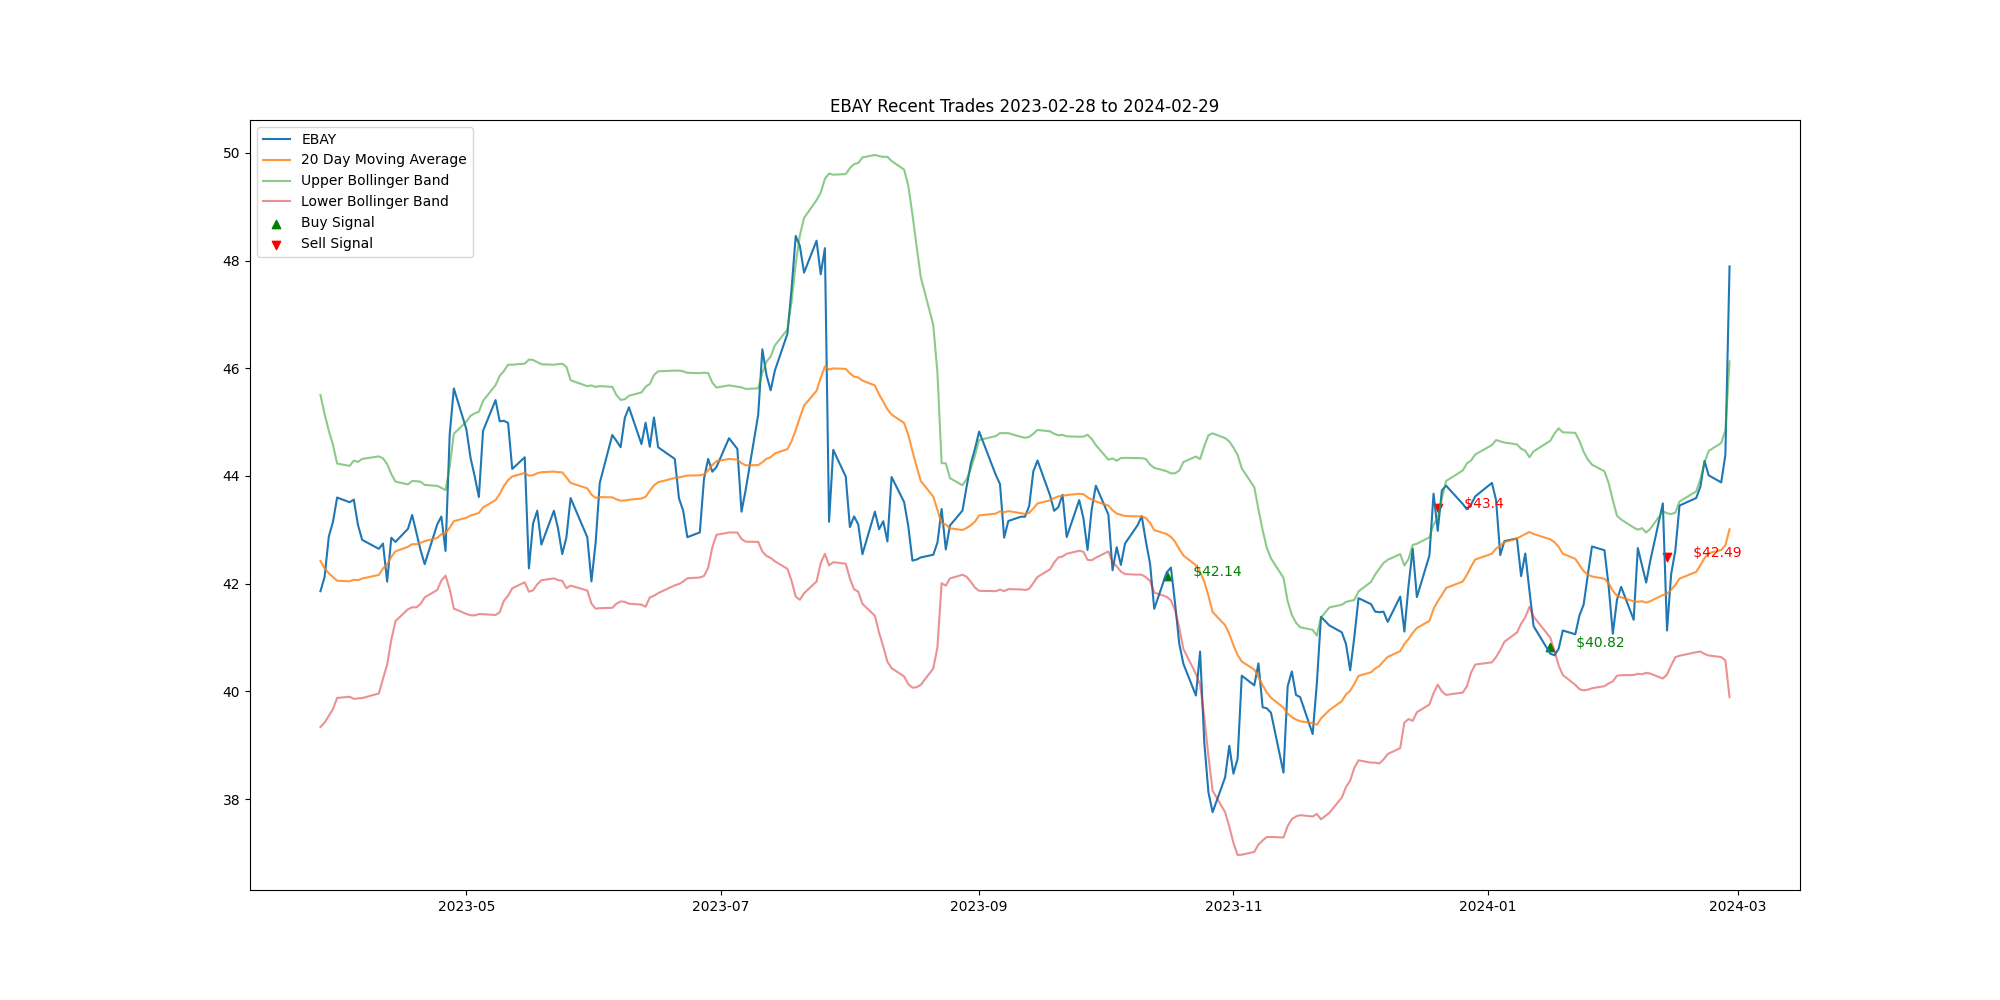 EBAY Recent Trades 2023-02-28 to 2024-02-29
EBAY
20 Day Moving Average
Upper Bollinger Band
Lower Bollinger Band
Buy Signal
Sell Signal
50
48
46
44
42
40
38
$43.4
$42.49
$42.14
$40.82
2023-05
2023-07
2023-09
2023-11
2024-01
2024-03